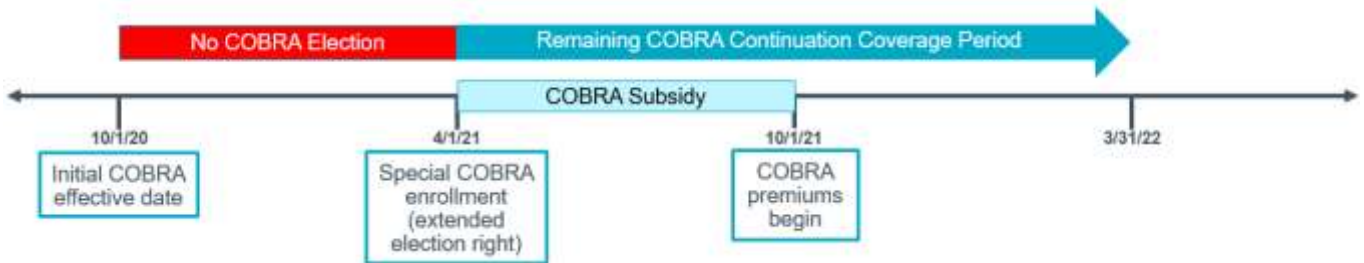 No COBRA Election
Remaining COBRA Continuation Coverage Period
COBRA Subsidy
10/1/20
4/1/21
10/1/21
3/31/22
Initial COBRA
effective date
Special COBRA
enrollment
(extended
election right)
COBRA
premiums
begin